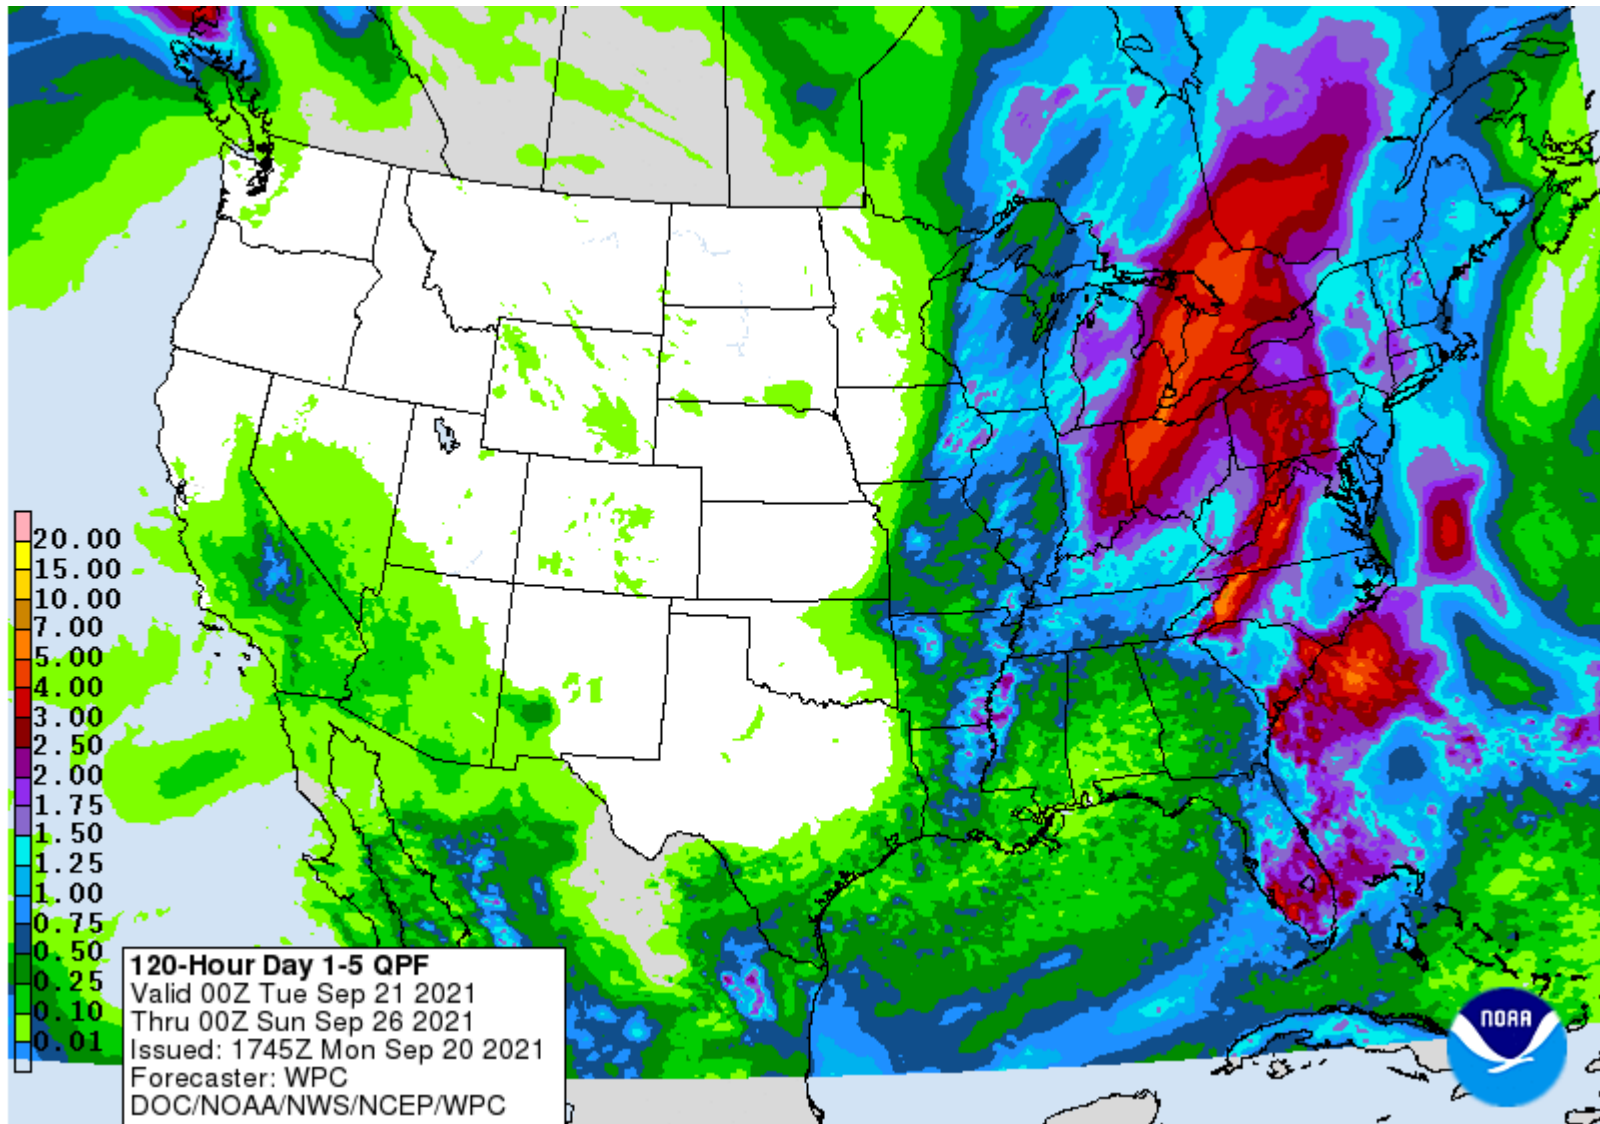 20.00
15.00
10.00
7.00
5.00
4.00
3.00
2.50
2.00
1.75
1.50
1.25
1.00
0.75
0.50
0.25
0.10
0.01
120-Hour Day 1-5 QPF
Valid 00Z Tue Sep 21 2021
Thru 00Z Sun Sep 26 2021
Issued: 1745Z Mon Sep 20 2021
Forecaster: WPC
DOC/NOAA/NWS/NCEP/WPC
NOAA